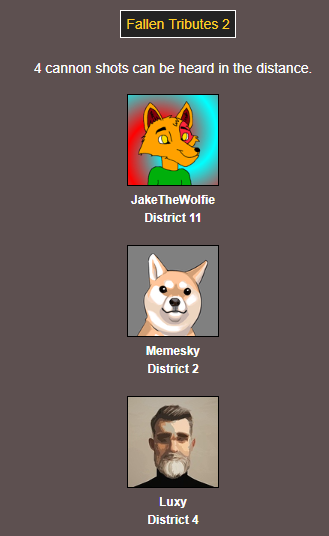 Fallen Tributes 2
4 cannon shots can be heard in the distance.
JakeTheWolfie
District 11
Memesky
District 2
Luxy
District 4